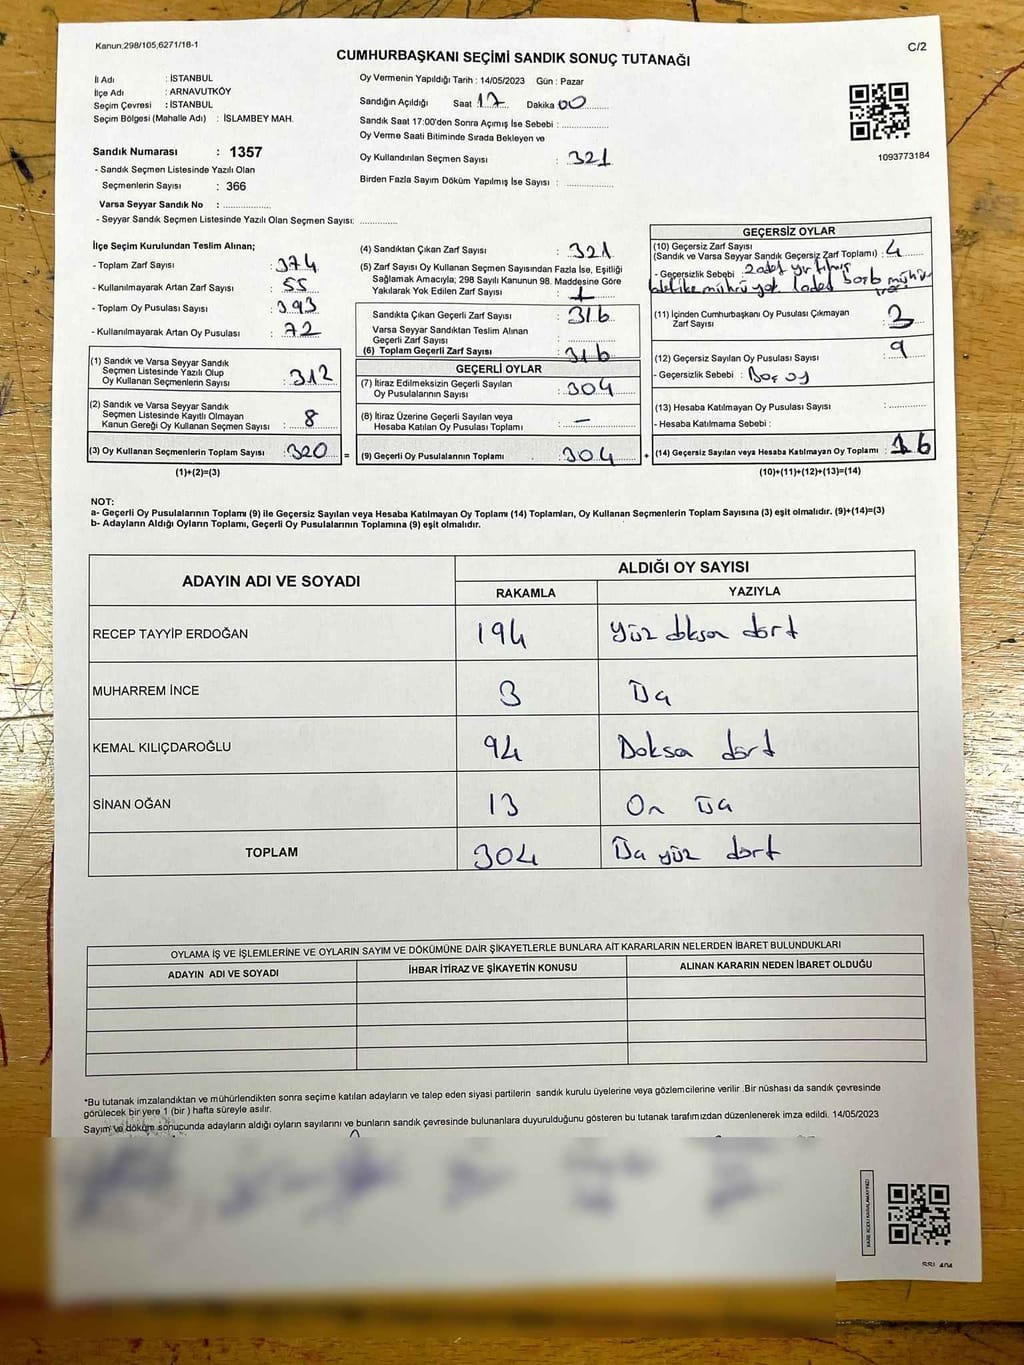 Kanun;298/105,6271/18-1
C/2
CUMHURBAŞKANI SEÇİMİ SANDIK SONUÇ TUTANAĞI
İl Adı : İSTANBUL
İlçe Adı : ARNAVUTKÖY
Seçim Çevresi : İSTANBUL
Seçim Bölgesi (Mahalle Adı) : İSLAMBEY MAH.
Sandık Numarası : 1357
- Sandık Seçmen Listesinde Yazılı Olan
Seçmenlerin Sayısı : 366
Varsa Seyyar Sandık No : ..............
- Seyyar Sandık Seçmen Listesinde Yazılı Olan Seçmen Sayısı: ..............
Oy Vermenin Yapıldığı Tarih : 14/05/2023 Gün : Pazar
Sandığın Açıldığı Saat 17 Dakika 00
Sandık Saat 17:00'den Sonra Açımış İse Sebebi : ..............
Oy Verme Saati Bitiminde Sırada Bekleyen ve
Oy Kullandırılan Seçmen Sayısı : 321
Birden Fazla Sayım Döküm Yapılmış İse Sayısı : ..............
1093773184
İlçe Seçim Kurulundan Teslim Alınan;
- Toplam Zarf Sayısı : 374
- Kullanılmayarak Artan Zarf Sayısı : 55
- Toplam Oy Pusulası Sayısı : 393
- Kullanılmayarak Artan Oy Pusulası : 72
(1) Sandık ve Varsa Seyyar Sandık
Seçmen Listesinde Yazılı Olup
Oy Kullanan Seçmenlerin Sayısı : 312
(2) Sandık ve Varsa Seyyar Sandık
Seçmen Listesinde Kayıtlı Olmayan
Kanun Gereği Oy Kullanan Seçmen Sayısı : 8
(3) Oy Kullanan Seçmenlerin Toplam Sayısı : 320 =
(1)+(2)=(3)
(4) Sandıktan Çıkan Zarf Sayısı : 321
(5) Zarf Sayısı Oy Kullanan Seçmen Sayısından Fazla İse, Eşitliği
Sağlamak Amacıyla; 298 Sayılı Kanunun 98. Maddesine Göre
Yakılarak Yok Edilen Zarf Sayısı : 1
Sandıkta Çıkan Geçerli Zarf Sayısı : 316
Varsa Seyyar Sandıktan Teslim Alınan
Geçerli Zarf Sayısı : ..............
(6) Toplam Geçerli Zarf Sayısı : 316
GEÇERLİ OYLAR
(7) İtiraz Edilmeksizin Geçerli Sayılan
Oy Pusulalarının Sayısı : 304
(8) İtiraz Üzerine Geçerli Sayılan veya
Hesaba Katılan Oy Pusulası Toplamı : —
(9) Geçerli Oy Pusulalarının Toplamı : 304 +
GEÇERSİZ OYLAR
(10) Geçersiz Zarf Sayısı
(Sandık ve Varsa Seyyar Sandık Geçersiz Zarf Toplamı) : 4
- Geçersizlik Sebebi : 2 adet yırtılmış
mührü yok 1 adet
(11) İçinden Cumhurbaşkanı Oy Pusulası Çıkmayan
Zarf Sayısı : 3
(12) Geçersiz Sayılan Oy Pusulası Sayısı : 9
- Geçersizlik Sebebi : Boş oy
(13) Hesaba Katılmayan Oy Pusulası Sayısı : ..............
- Hesaba Katılmama Sebebi :
(14) Geçersiz Sayılan veya Hesaba Katılmayan Oy Toplamı : 16
(10)+(11)+(12)+(13)=(14)
NOT:
a- Geçerli Oy Pusulalarının Toplamı (9) ile Geçersiz Sayılan veya Hesaba Katılmayan Oy Toplamı (14) Toplamları, Oy Kullanan Seçmenlerin Toplam Sayısına (3) eşit olmalıdır. (9)+(14)=(3)
b- Adayların Aldığı Oyların Toplamı, Geçerli Oy Pusulalarının Toplamına (9) eşit olmalıdır.
ADAYIN ADI VE SOYADI ALDIĞI OY SAYISI
RAKAMLA YAZIYLA
RECEP TAYYİP ERDOĞAN 194 Yüz doksan dört
MUHARREM İNCE 3 Üç
KEMAL KILIÇDAROĞLU 94 Doksan dört
SİNAN OĞAN 13 On Üç
TOPLAM 304 Üç yüz dört
OYLAMA İŞ VE İŞLEMLERİNE VE OYLARIN SAYIM VE DÖKÜMÜNE DAİR ŞİKAYETLERLE BUNLARA AİT KARARLARIN NELERDEN İBARET BULUNDUKLARI
ADAYIN ADI VE SOYADI İHBAR İTİRAZ VE ŞİKAYETİN KONUSU ALINAN KARARIN NEDEN İBARET OLDUĞU
*Bu tutanak imzalandıktan ve mühürlendikten sonra seçime katılan adayların ve talep eden siyasi partilerin sandık kurulu üyelerine veya gözlemcilerine verilir .Bir nüshası da sandık çevresinde
görülecek bir yere 1 (bir ) hafta süreyle asılır.
Sayım ve döküm sonucunda adayların aldığı oyların sayılarını ve bunların sandık çevresinde bulunanlara duyurulduğunu gösteren bu tutanak tarafımızdan düzenlenerek imza edildi. 14/05/2023
KARE KODU KARALAMAYINIZ!